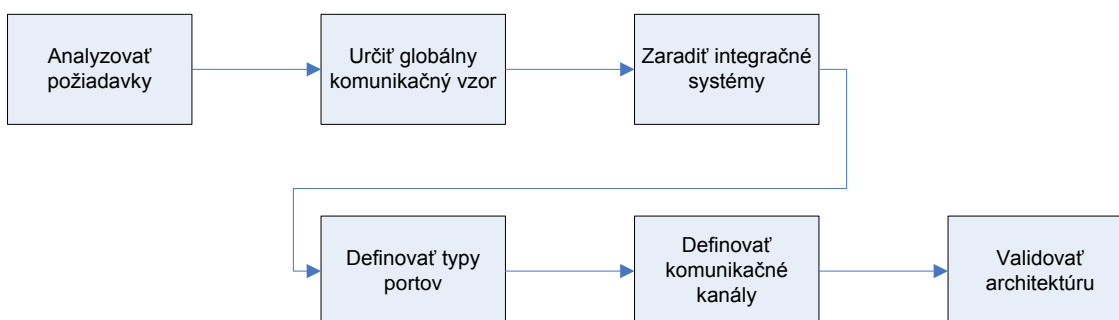 Analyzovať
požiadavky
Určiť globálny
komunikačný vzor
Zaradiť integračné
systémy
Definovať typy
portov
Definovať
komunikačné
kanály
Validovať
architektúru